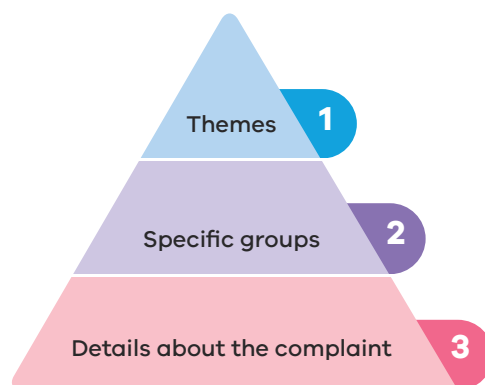 Themes
1
Specific groups
2
Details about the complaint
3